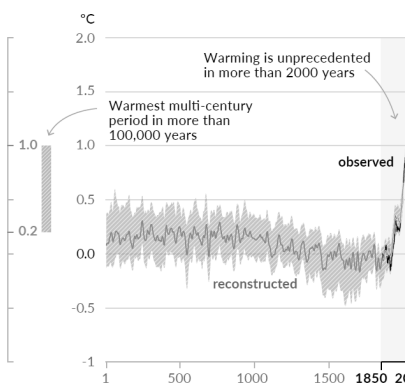 °C
2.0
Warming is unprecedented
in more than 2000 years
1.5
Warmest multi-century
period in more than
100,000 years
1.0
1.0
observed
0.5
0.2
0.0
reconstructed
-0.5
-1
1 500 1000 1500 1850 20